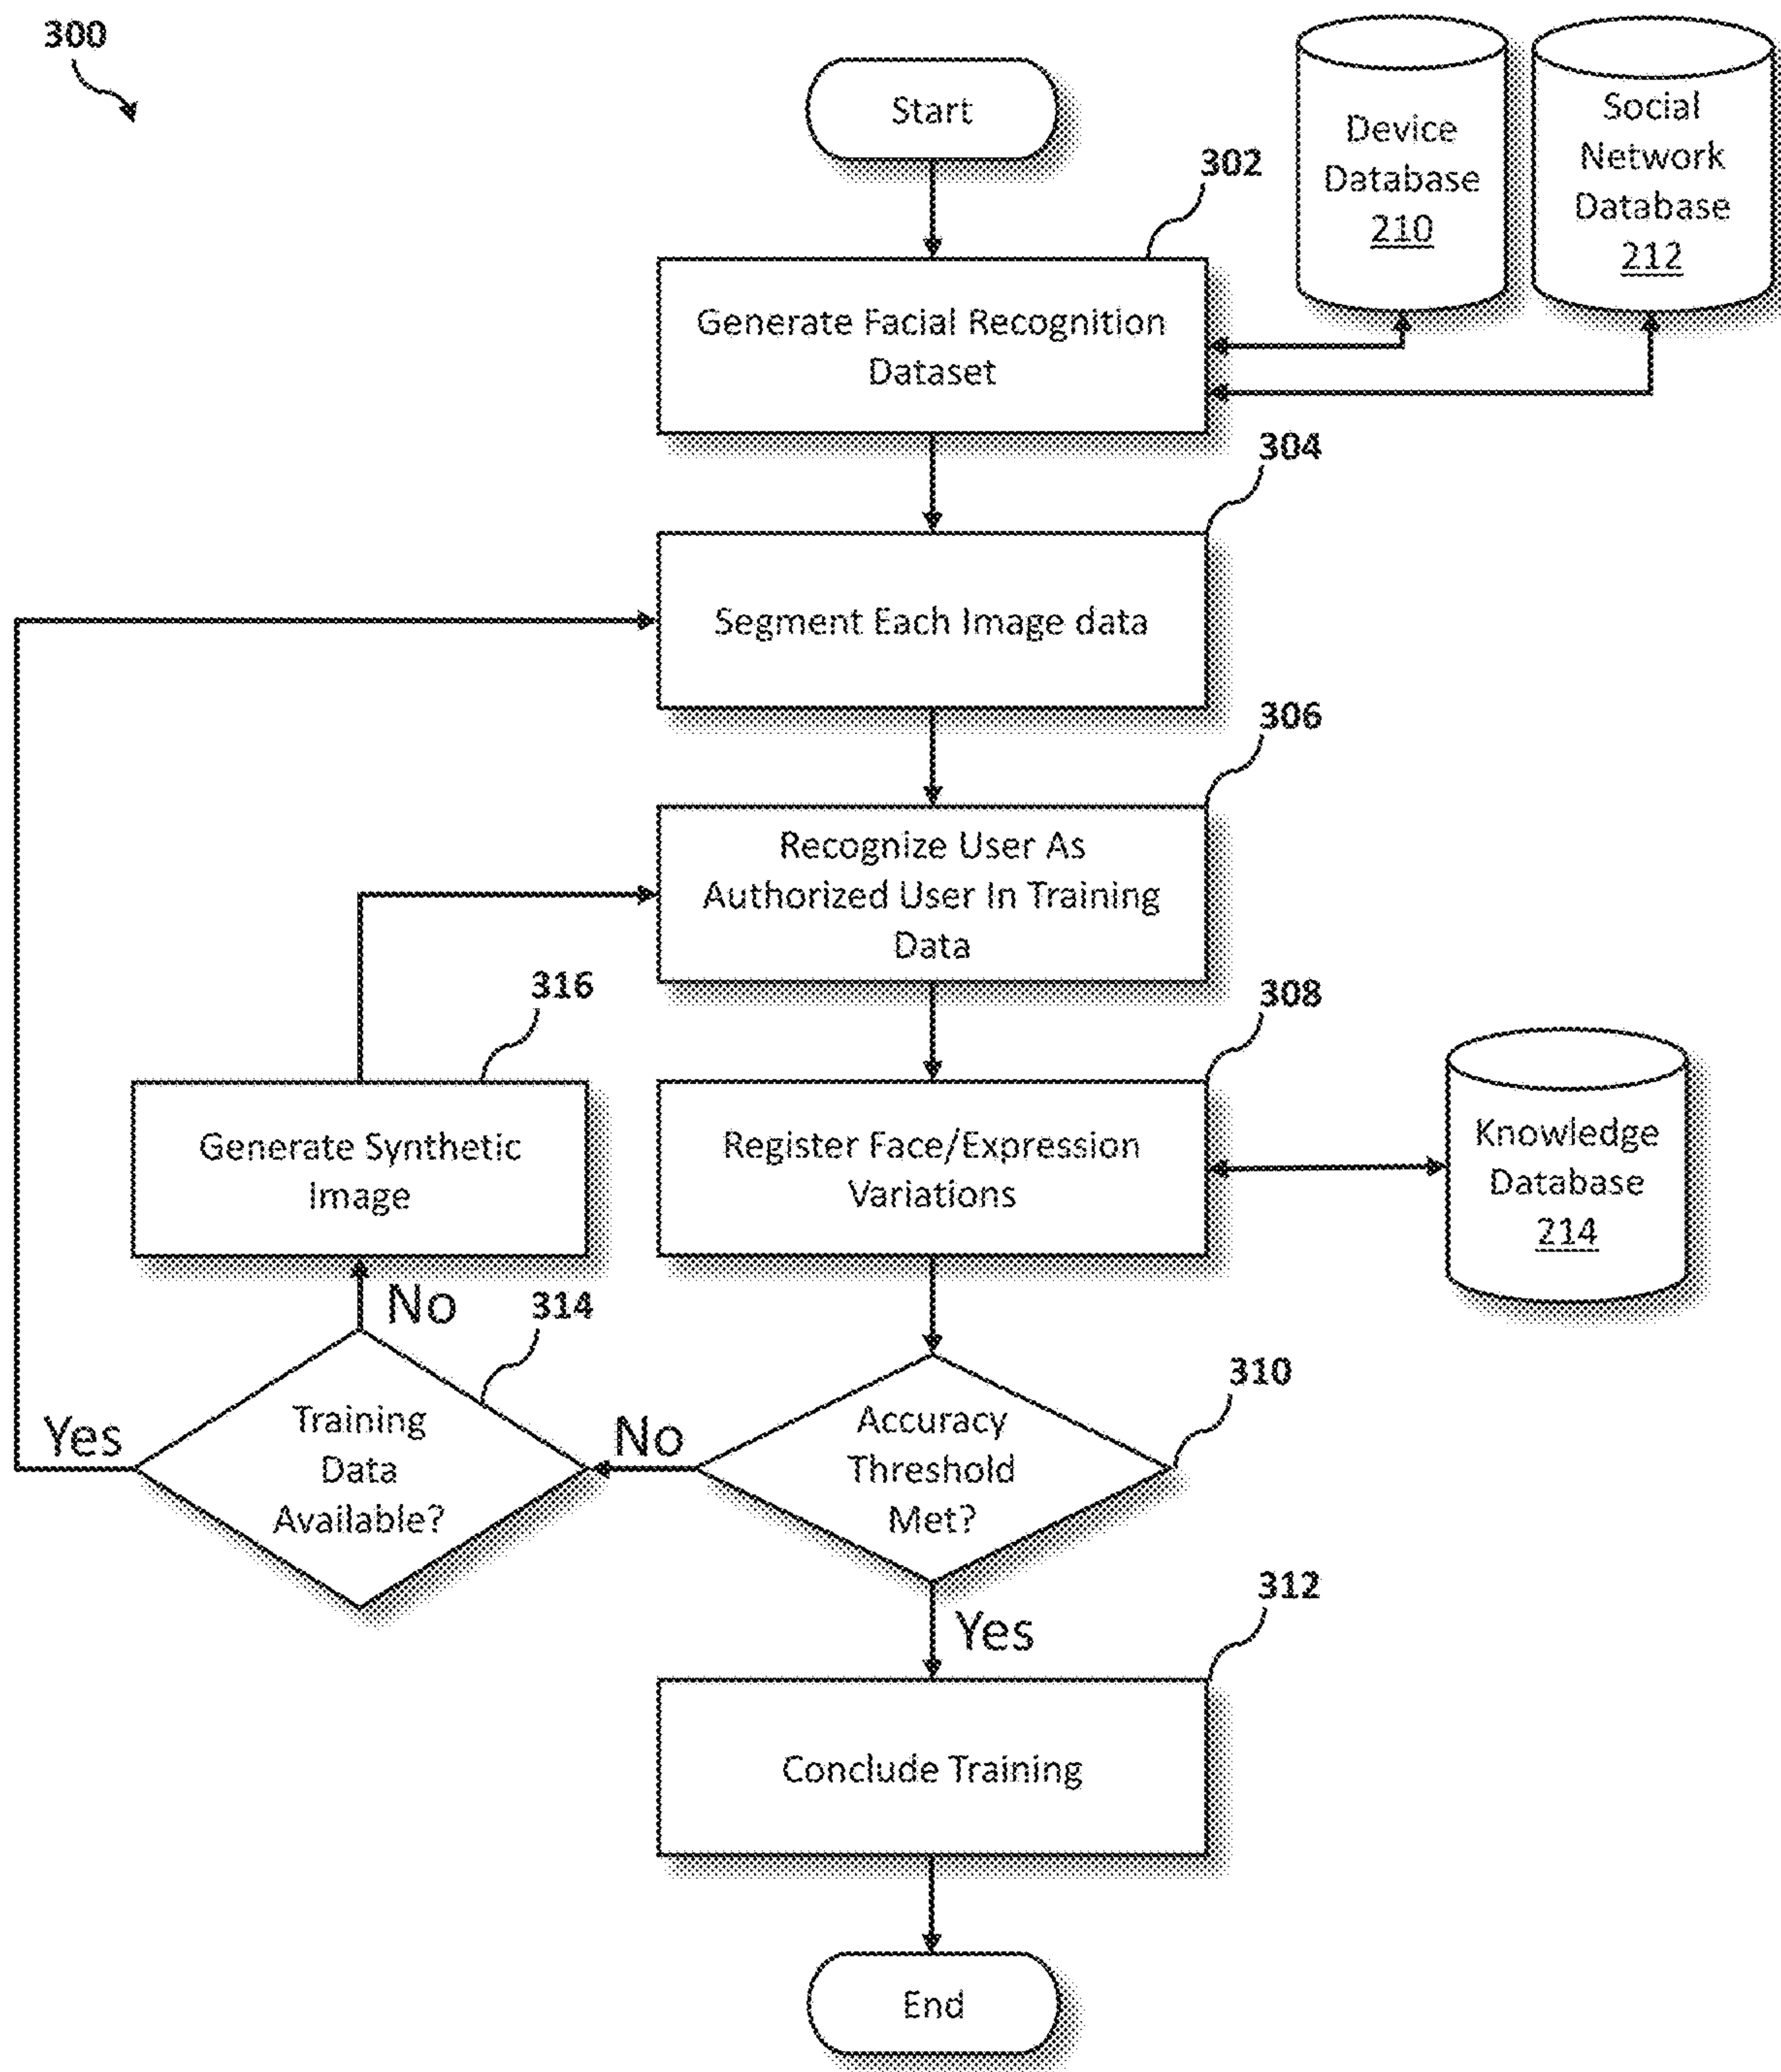 300
Start
Device
Database
210
Social
Network
Database
212
302
Generate Facial Recognition
Dataset
304
Segment Each Image data
306
Recognize User As
Authorized User In Training
Data
316
308
Generate Synthetic
Image
Register Face/Expression
Variations
Knowledge
Database
214
No
314
310
Yes
Training
Data
Available?
No
Accuracy
Threshold
Met?
312
Yes
Conclude Training
End